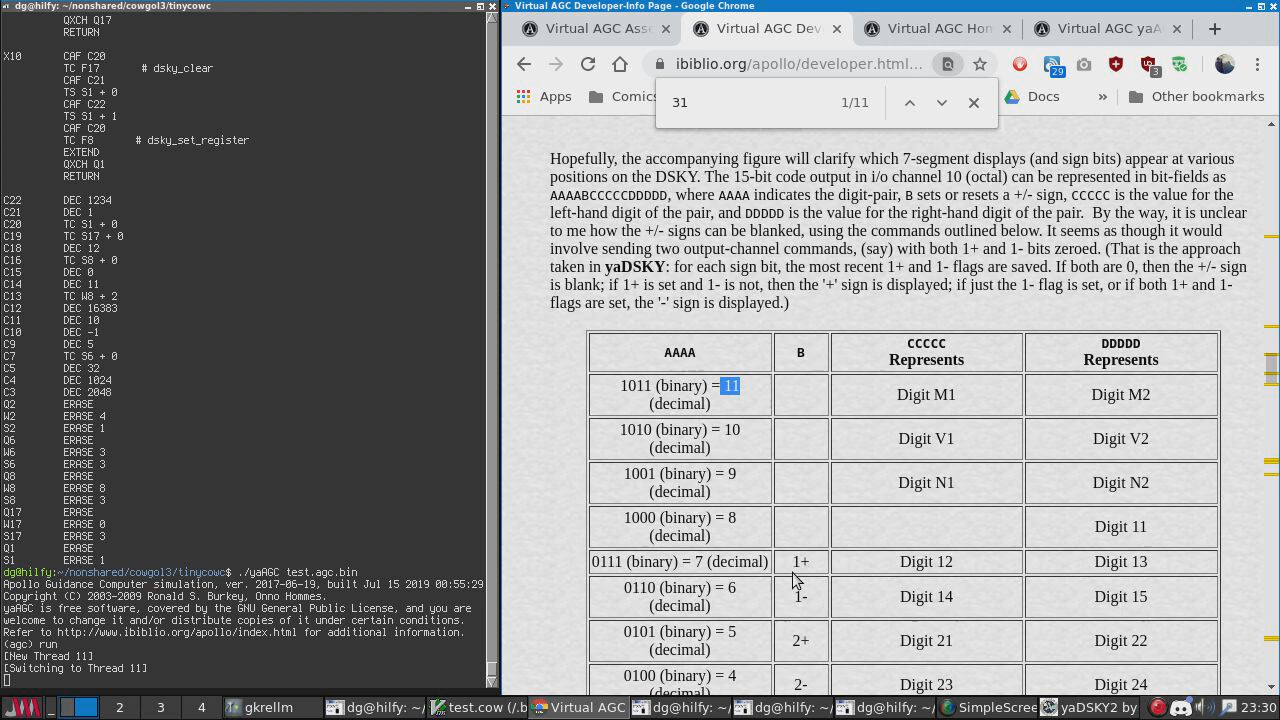 dg@hilfy: ~/nonshared/cowgol3/tinycowc
QXCH Q17
RETURN
X10 CAF C20
TC F17 # dsky_clear
CAF C21
TS S1 + 0
CAF C22
TS S1 + 1
CAF C20
TC F8 # dsky_set_register
EXTEND
QXCH Q1
RETURN
C22 DEC 1234
C21 DEC 1
C20 TC S1 + 0
C19 TC S17 + 0
C18 DEC 12
C16 TC S8 + 0
C15 DEC 0
C14 DEC 11
C13 TC W8 + 2
C12 DEC 16383
C11 DEC 10
C10 DEC -1
C9 DEC 5
C7 TC S6 + 0
C5 DEC 32
C4 DEC 1024
C3 DEC 2048
Q2 ERASE
W2 ERASE 4
S2 ERASE 1
Q6 ERASE
W6 ERASE 3
S6 ERASE 3
Q8 ERASE
W8 ERASE 8
S8 ERASE 3
Q17 ERASE
W17 ERASE 0
S17 ERASE 3
Q1 ERASE
S1 ERASE 1
dg@hilfy:~/nonshared/cowgol3/tinycowc$ ./yaAGC test.agc.bin
Apollo Guidance Computer simulation, ver. 2017-06-19, built Jul 15 2019 00:55:29
Copyright (C) 2003-2009 Ronald S. Burkey, Onno Hommes.
yaAGC is free software, covered by the GNU General Public License, and you are
welcome to change it and/or distribute copies of it under certain conditions.
Refer to http://www.ibiblio.org/apollo/index.html for additional information.
(agc) run
[New Thread 11]
[Switching to Thread 11]
Virtual AGC Developer-Info Page - Google Chrome
Virtual AGC Asse
Virtual AGC Dev
Virtual AGC Hom
Virtual AGC yaA
ibiblio.org/apollo/developer.html...
29
3
Apps
Comics
Docs
»
Other bookmarks
31 1/11
Hopefully, the accompanying figure will clarify which 7-segment displays (and sign bits) appear at various
positions on the DSKY. The 15-bit code output in i/o channel 10 (octal) can be represented in bit-fields as
AAAABCCCCCDDDDD, where AAAA indicates the digit-pair, B sets or resets a +/- sign, CCCCC is the value for the
left-hand digit of the pair, and DDDDD is the value for the right-hand digit of the pair. By the way, it is unclear
to me how the +/- signs can be blanked, using the commands outlined below. It seems as though it would
involve sending two output-channel commands, (say) with both 1+ and 1- bits zeroed. (That is the approach
taken in yaDSKY: for each sign bit, the most recent 1+ and 1- flags are saved. If both are 0, then the +/- sign
is blank; if 1+ is set and 1- is not, then the '+' sign is displayed; if just the 1- flag is set, or if both 1+ and 1-
flags are set, the '-' sign is displayed.)
AAAA B CCCCC Represents DDDDD Represents
1011 (binary) = 11 (decimal) Digit M1 Digit M2
1010 (binary) = 10 (decimal) Digit V1 Digit V2
1001 (binary) = 9 (decimal) Digit N1 Digit N2
1000 (binary) = 8 (decimal) Digit 11
0111 (binary) = 7 (decimal) 1+ Digit 12 Digit 13
0110 (binary) = 6 (decimal) 1- Digit 14 Digit 15
0101 (binary) = 5 (decimal) 2+ Digit 21 Digit 22
0100 (binary) = 4 (decimal) 2- Digit 23 Digit 24
2
3
4
gkrellm
dg@hilfy: ~/
test.cow (/.b
Virtual AGC
dg@hilfy: ~/
dg@hilfy: ~/
dg@hilfy: ~/
SimpleScree
yaDSKY2 by
23:30